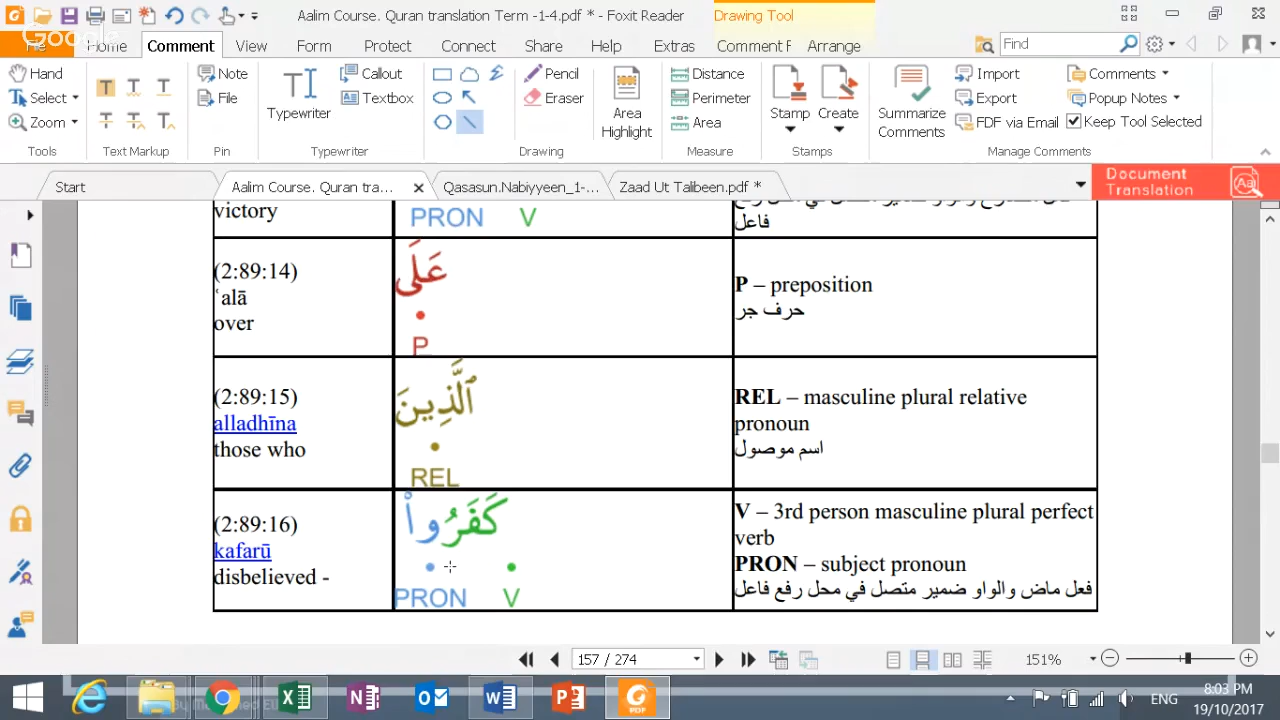 Aalim Course. Quran translation Term -1-4.pdf * - Foxit Reader
Drawing Tool
Google
File Home Comment View Form Protect Connect Share Help Extras Comment F Arrange
Find
Hand
Select
Zoom
Tools
Text Markup
Note
File
Pin
Typewriter
Callout
Textbox
Typewriter
Pencil
Eraser
Drawing
Area
Highlight
Distance
Perimeter
Area
Measure
Stamp
Create
Stamps
Summarize
Comments
Import
Export
FDF via Email
Comments
Popup Notes
Keep Tool Selected
Manage Comments
Start
Aalim Course. Quran tra...
Qasasun.Nabiyyeen_1-...
Zaad Ut Talibeen.pdf *
Document
Translation
victory
PRON V
فاعل
(2:89:14)
ʿalā
over
عَلَى
P
P – preposition
حرف جر
(2:89:15)
alladhīna
those who
ٱلَّذِينَ
REL
REL – masculine plural relative
pronoun
اسم موصول
(2:89:16)
kafarū
disbelieved -
كَفَرُوا۟
PRON V
V – 3rd person masculine plural perfect
verb
PRON – subject pronoun
فعل ماض والواو ضمير متصل في محل رفع فاعل
157 / 274
151%
ENG
8:03 PM
19/10/2017